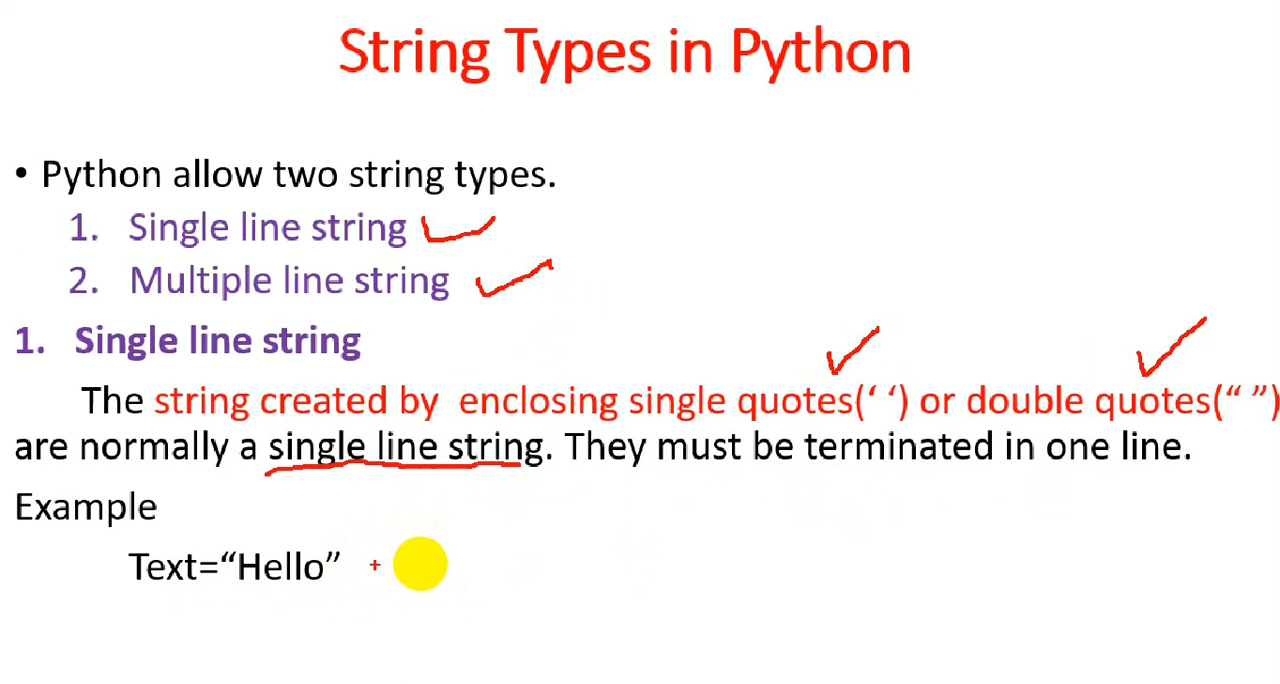 String Types in Python
• Python allow two string types.
1. Single line string
2. Multiple line string
1. Single line string
The string created by enclosing single quotes(‘ ‘) or double quotes(“ ”)
are normally a single line string. They must be terminated in one line.
Example
Text=“Hello”